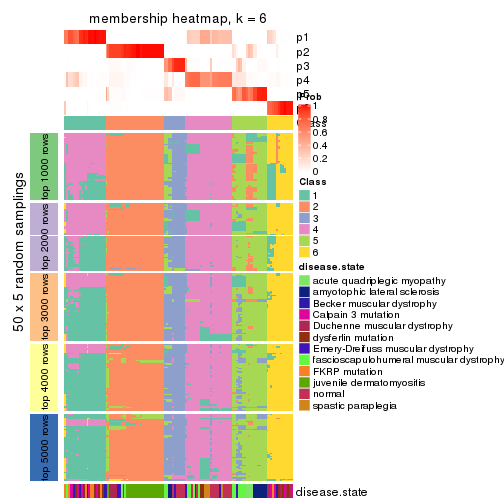 membership heatmap, k = 6
p1
p2
p3
p4
p5
Prob
1
0.8
0.6
0.4
0.2
0
Class
1
2
3
4
5
6
50 x 5 random samplings
top 1000 rows
top 2000 rows
top 3000 rows
top 4000 rows
top 5000 rows
disease.state
acute quadriplegic myopathy
amyotophic lateral sclerosis
Becker muscular dystrophy
Calpain 3 mutation
Duchenne muscular dystrophy
dysferlin mutation
Emery-Dreifuss muscular dystrophy
fascioscapulohumeral muscular dystrophy
FKRP mutation
juvenile dermatomyositis
normal
spastic paraplegia
disease.state